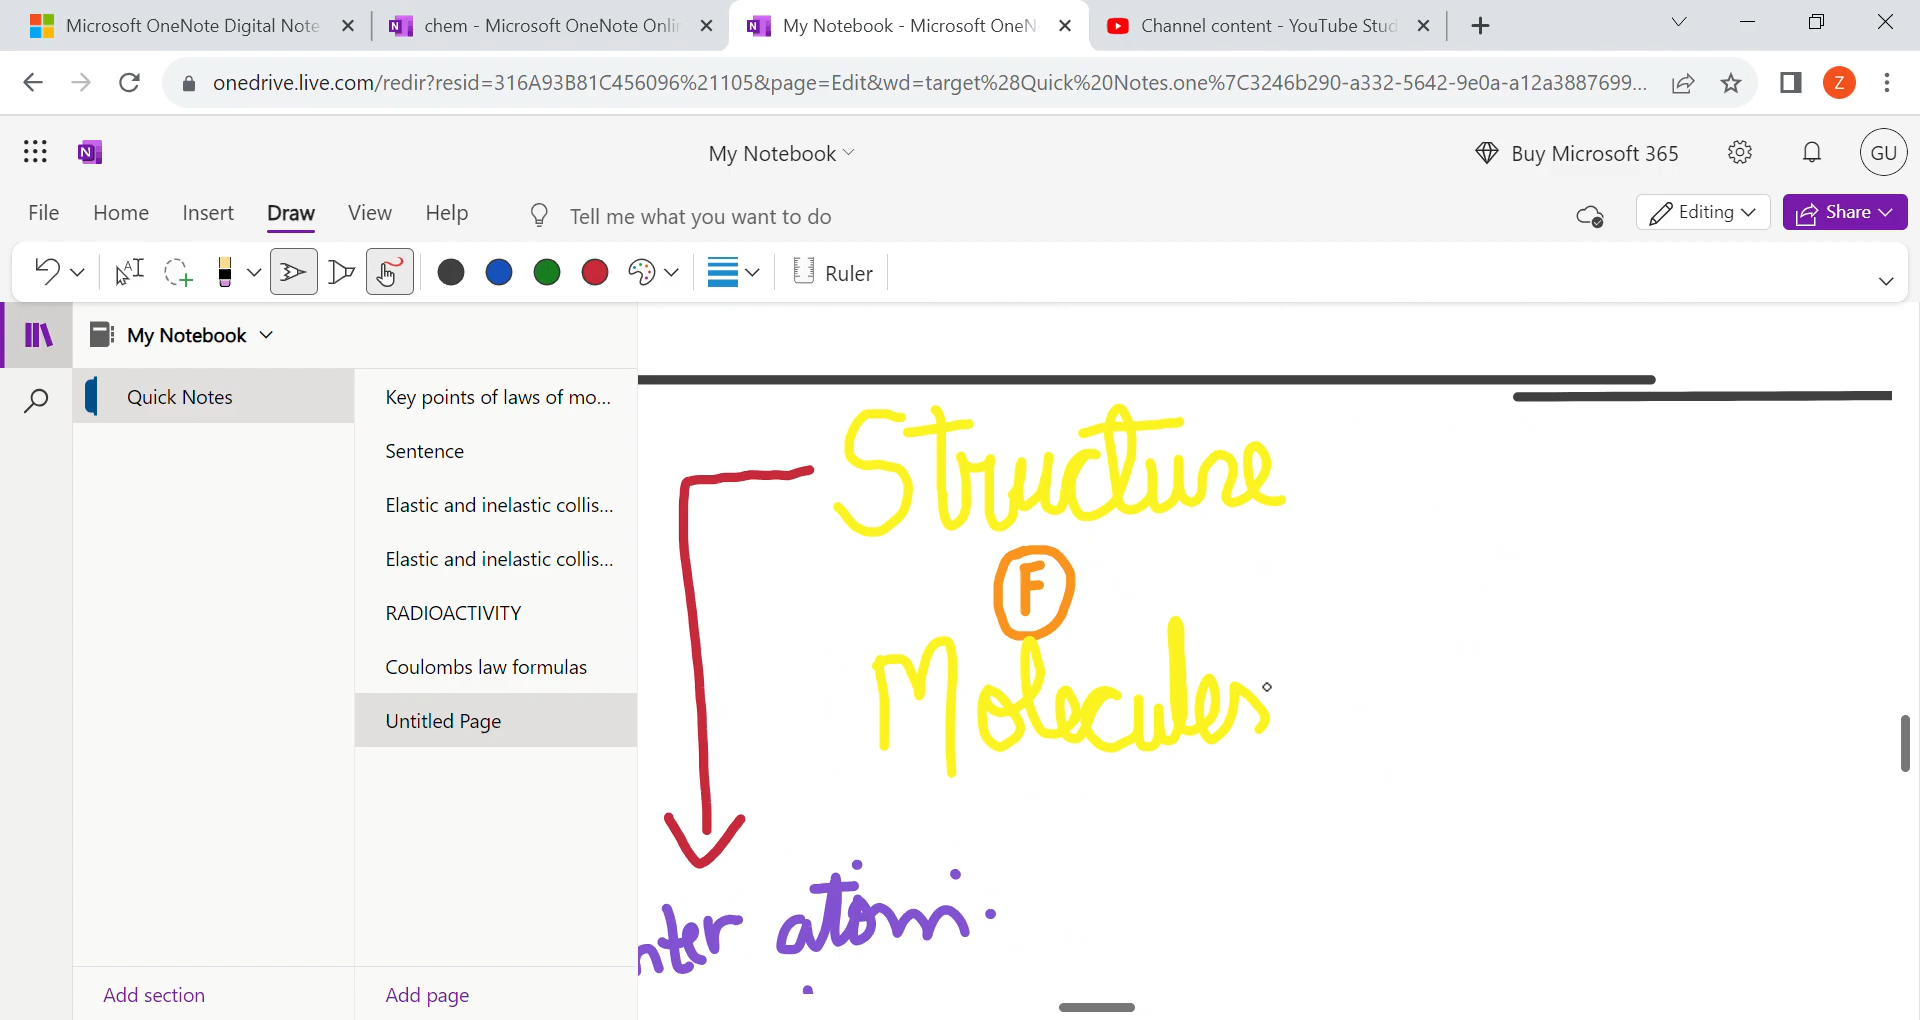 Microsoft OneNote Digital Note
chem - Microsoft OneNote Onli
My Notebook - Microsoft OneN
Channel content - YouTube Stud
onedrive.live.com/redir?resid=316A93B81C456096%21105&page=Edit&wd=target%28Quick%20Notes.one%7C3246b290-a332-5642-9e0a-a12a3887699...
Z
My Notebook
Buy Microsoft 365
GU
File Home Insert Draw View Help Tell me what you want to do
Editing
Share
Ruler
My Notebook
Quick Notes
Key points of laws of mo...
Sentence
Elastic and inelastic collis...
Elastic and inelastic collis...
RADIOACTIVITY
Coulombs law formulas
Untitled Page
Add section
Add page
Structure
F
Molecules
nter atom.